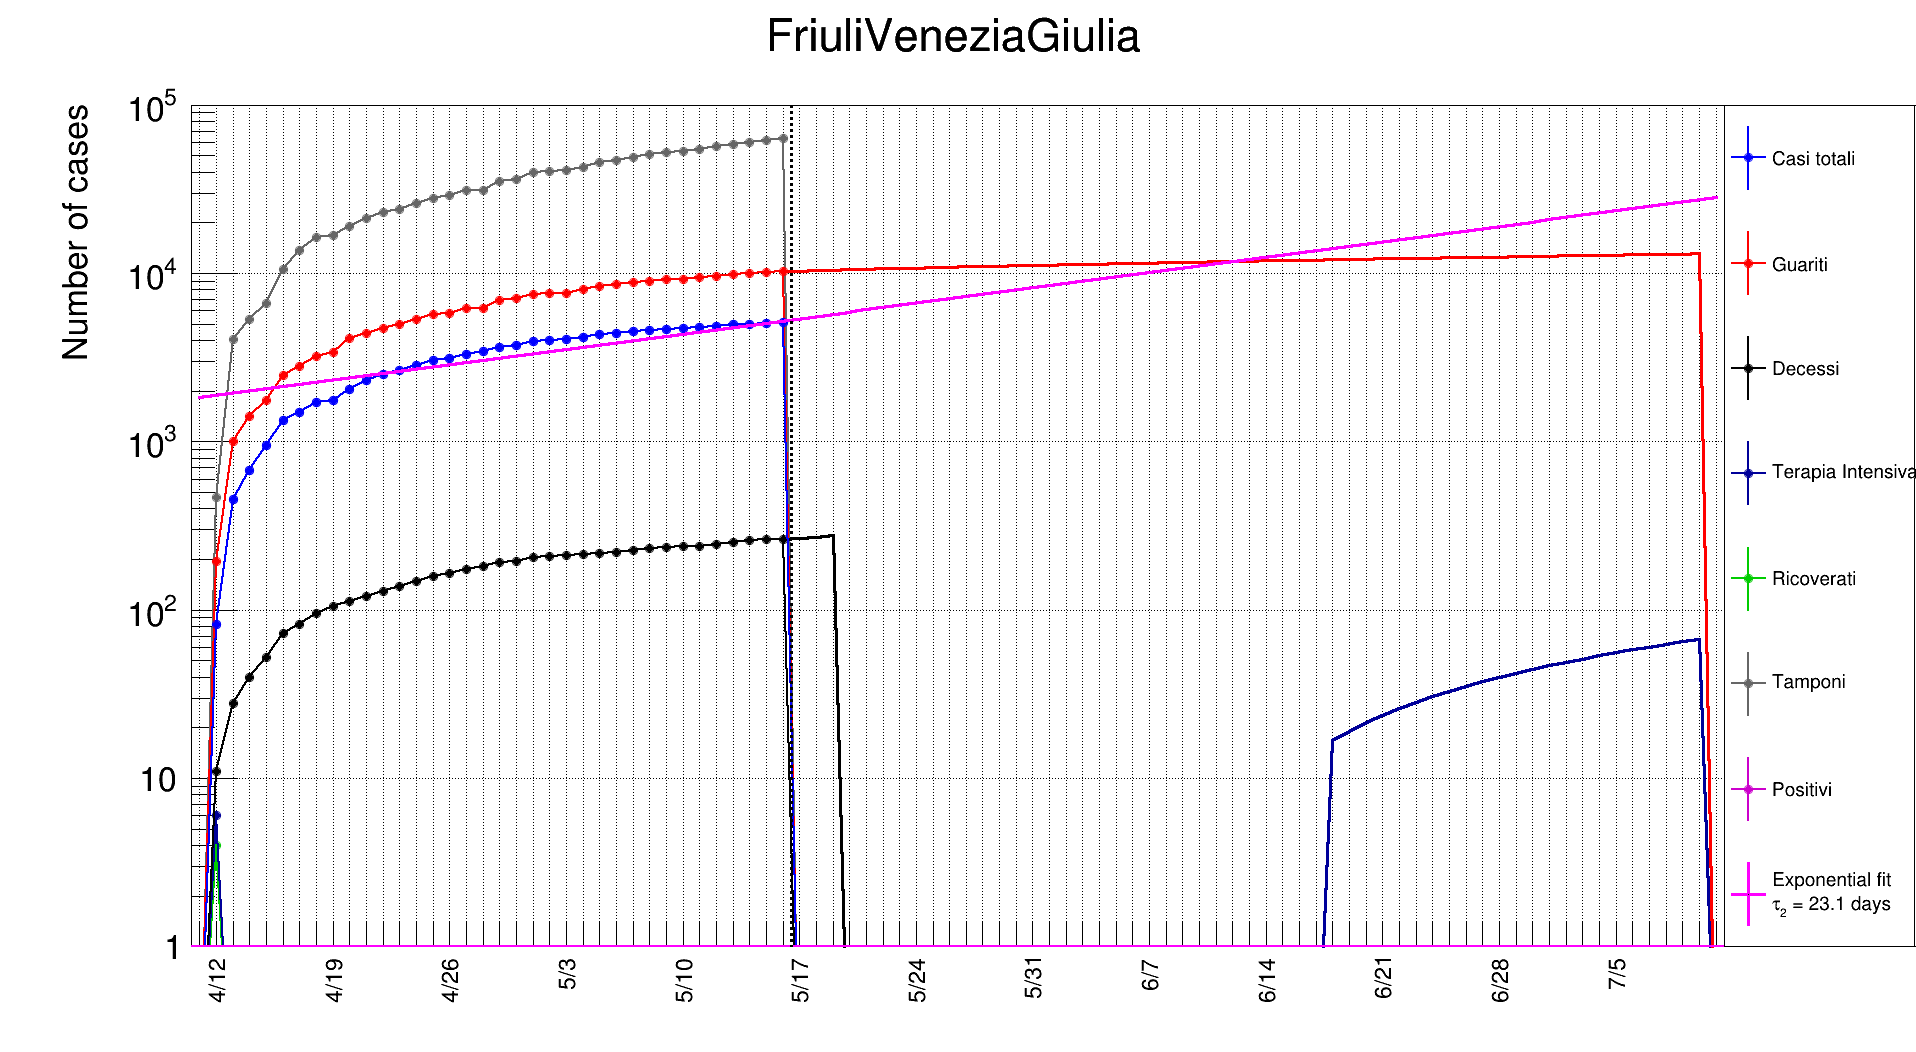 FriuliVeneziaGiulia
Number of cases
10^5
10^4
10^3
10^2
10
1
4/12
4/19
4/26
5/3
5/10
5/17
5/24
5/31
6/7
6/14
6/21
6/28
7/5
Casi totali
Guariti
Decessi
Terapia Intensiva
Ricoverati
Tamponi
Positivi
Exponential fit
τ₂ = 23.1 days